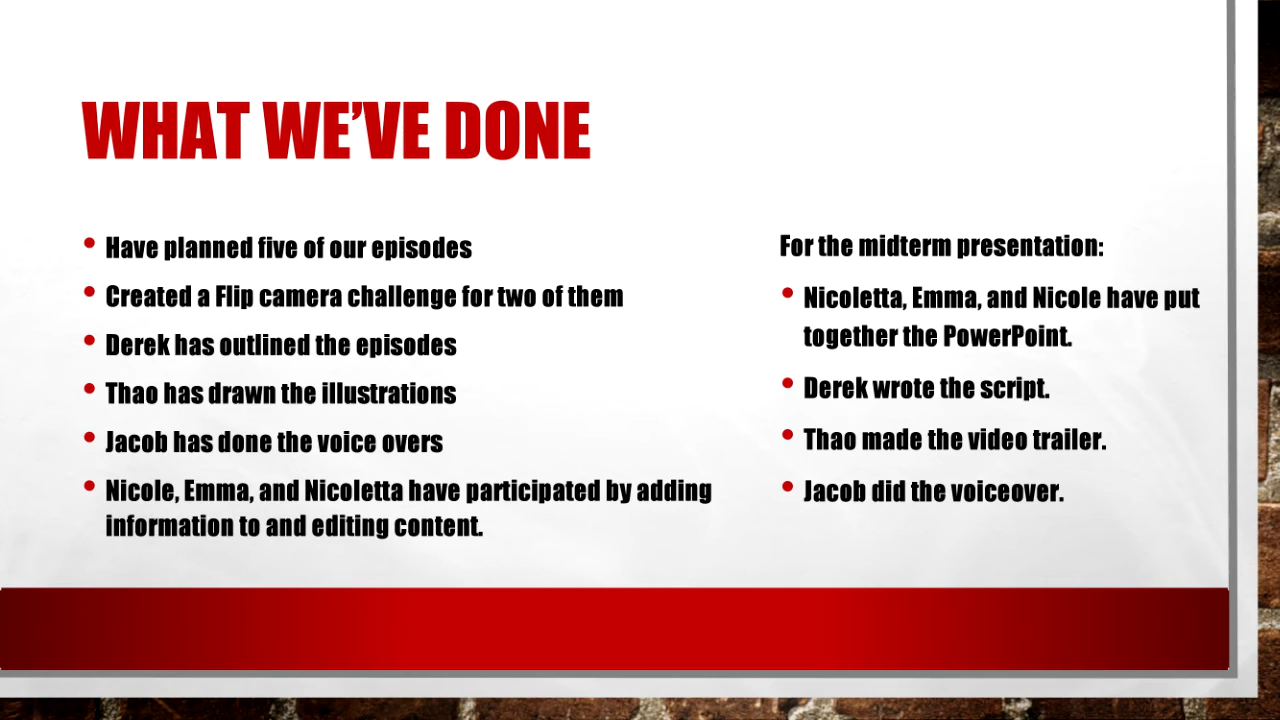 WHAT WE’VE DONE
• Have planned five of our episodes
• Created a Flip camera challenge for two of them
• Derek has outlined the episodes
• Thao has drawn the illustrations
• Jacob has done the voice overs
• Nicole, Emma, and Nicoletta have participated by adding
information to and editing content.
For the midterm presentation:
• Nicoletta, Emma, and Nicole have put
together the PowerPoint.
• Derek wrote the script.
• Thao made the video trailer.
• Jacob did the voiceover.